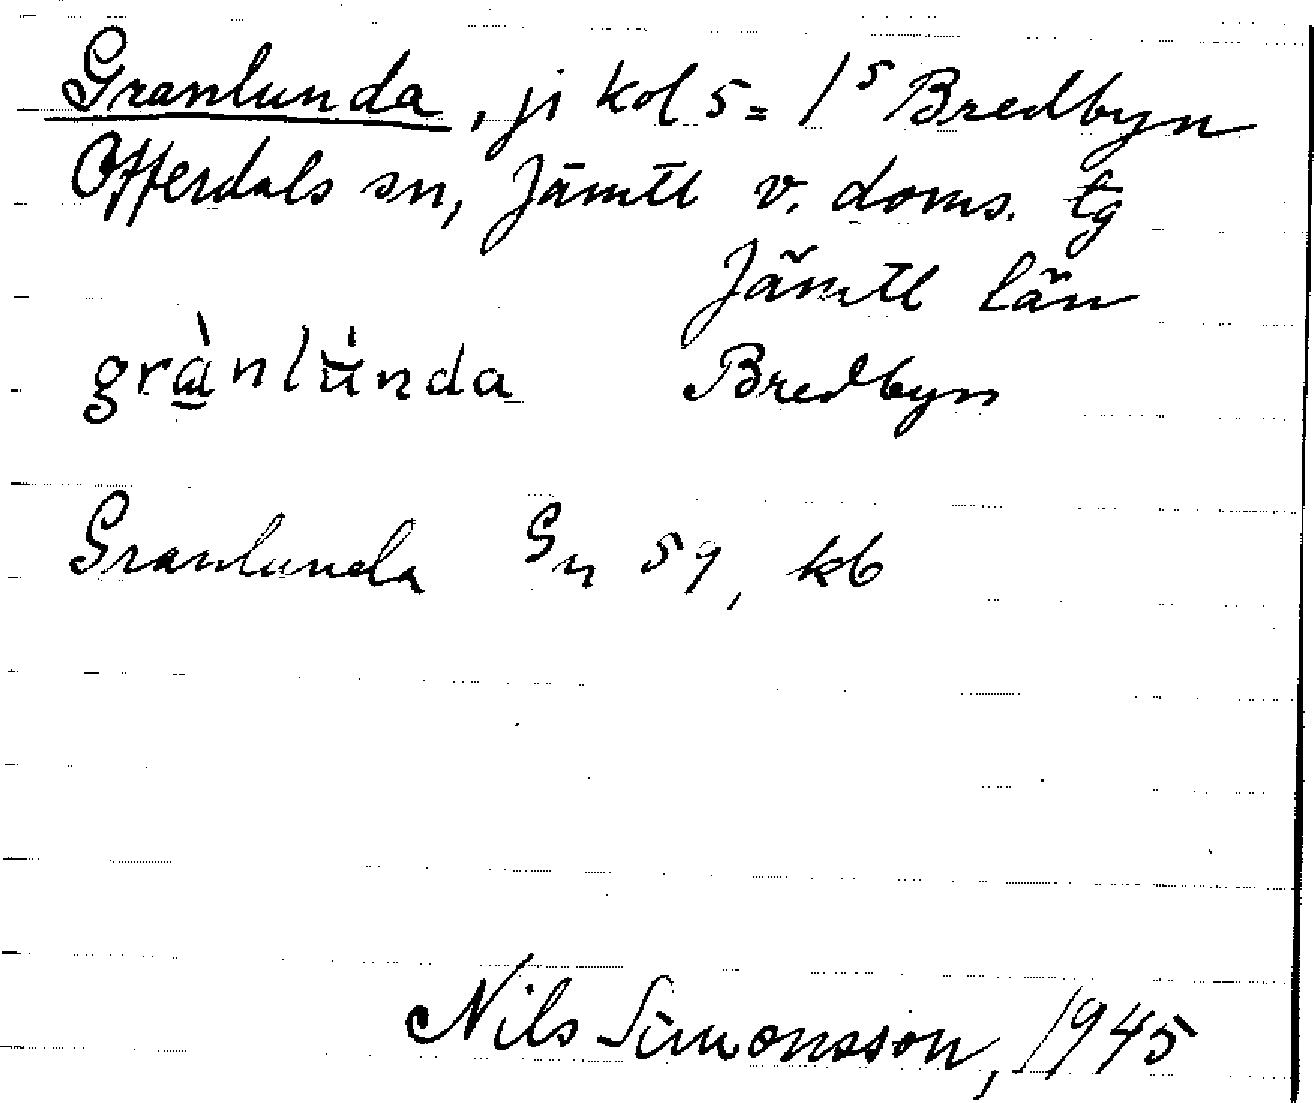 Granlunda, ji kol 5 = 1⁵ Bredbyn
Offerdals sn, Jämtl v. doms. tg
Jämtl län
grànlúnda Bredbyn
Granlunda Gn 59, kb
Nils Simonsson, 1945